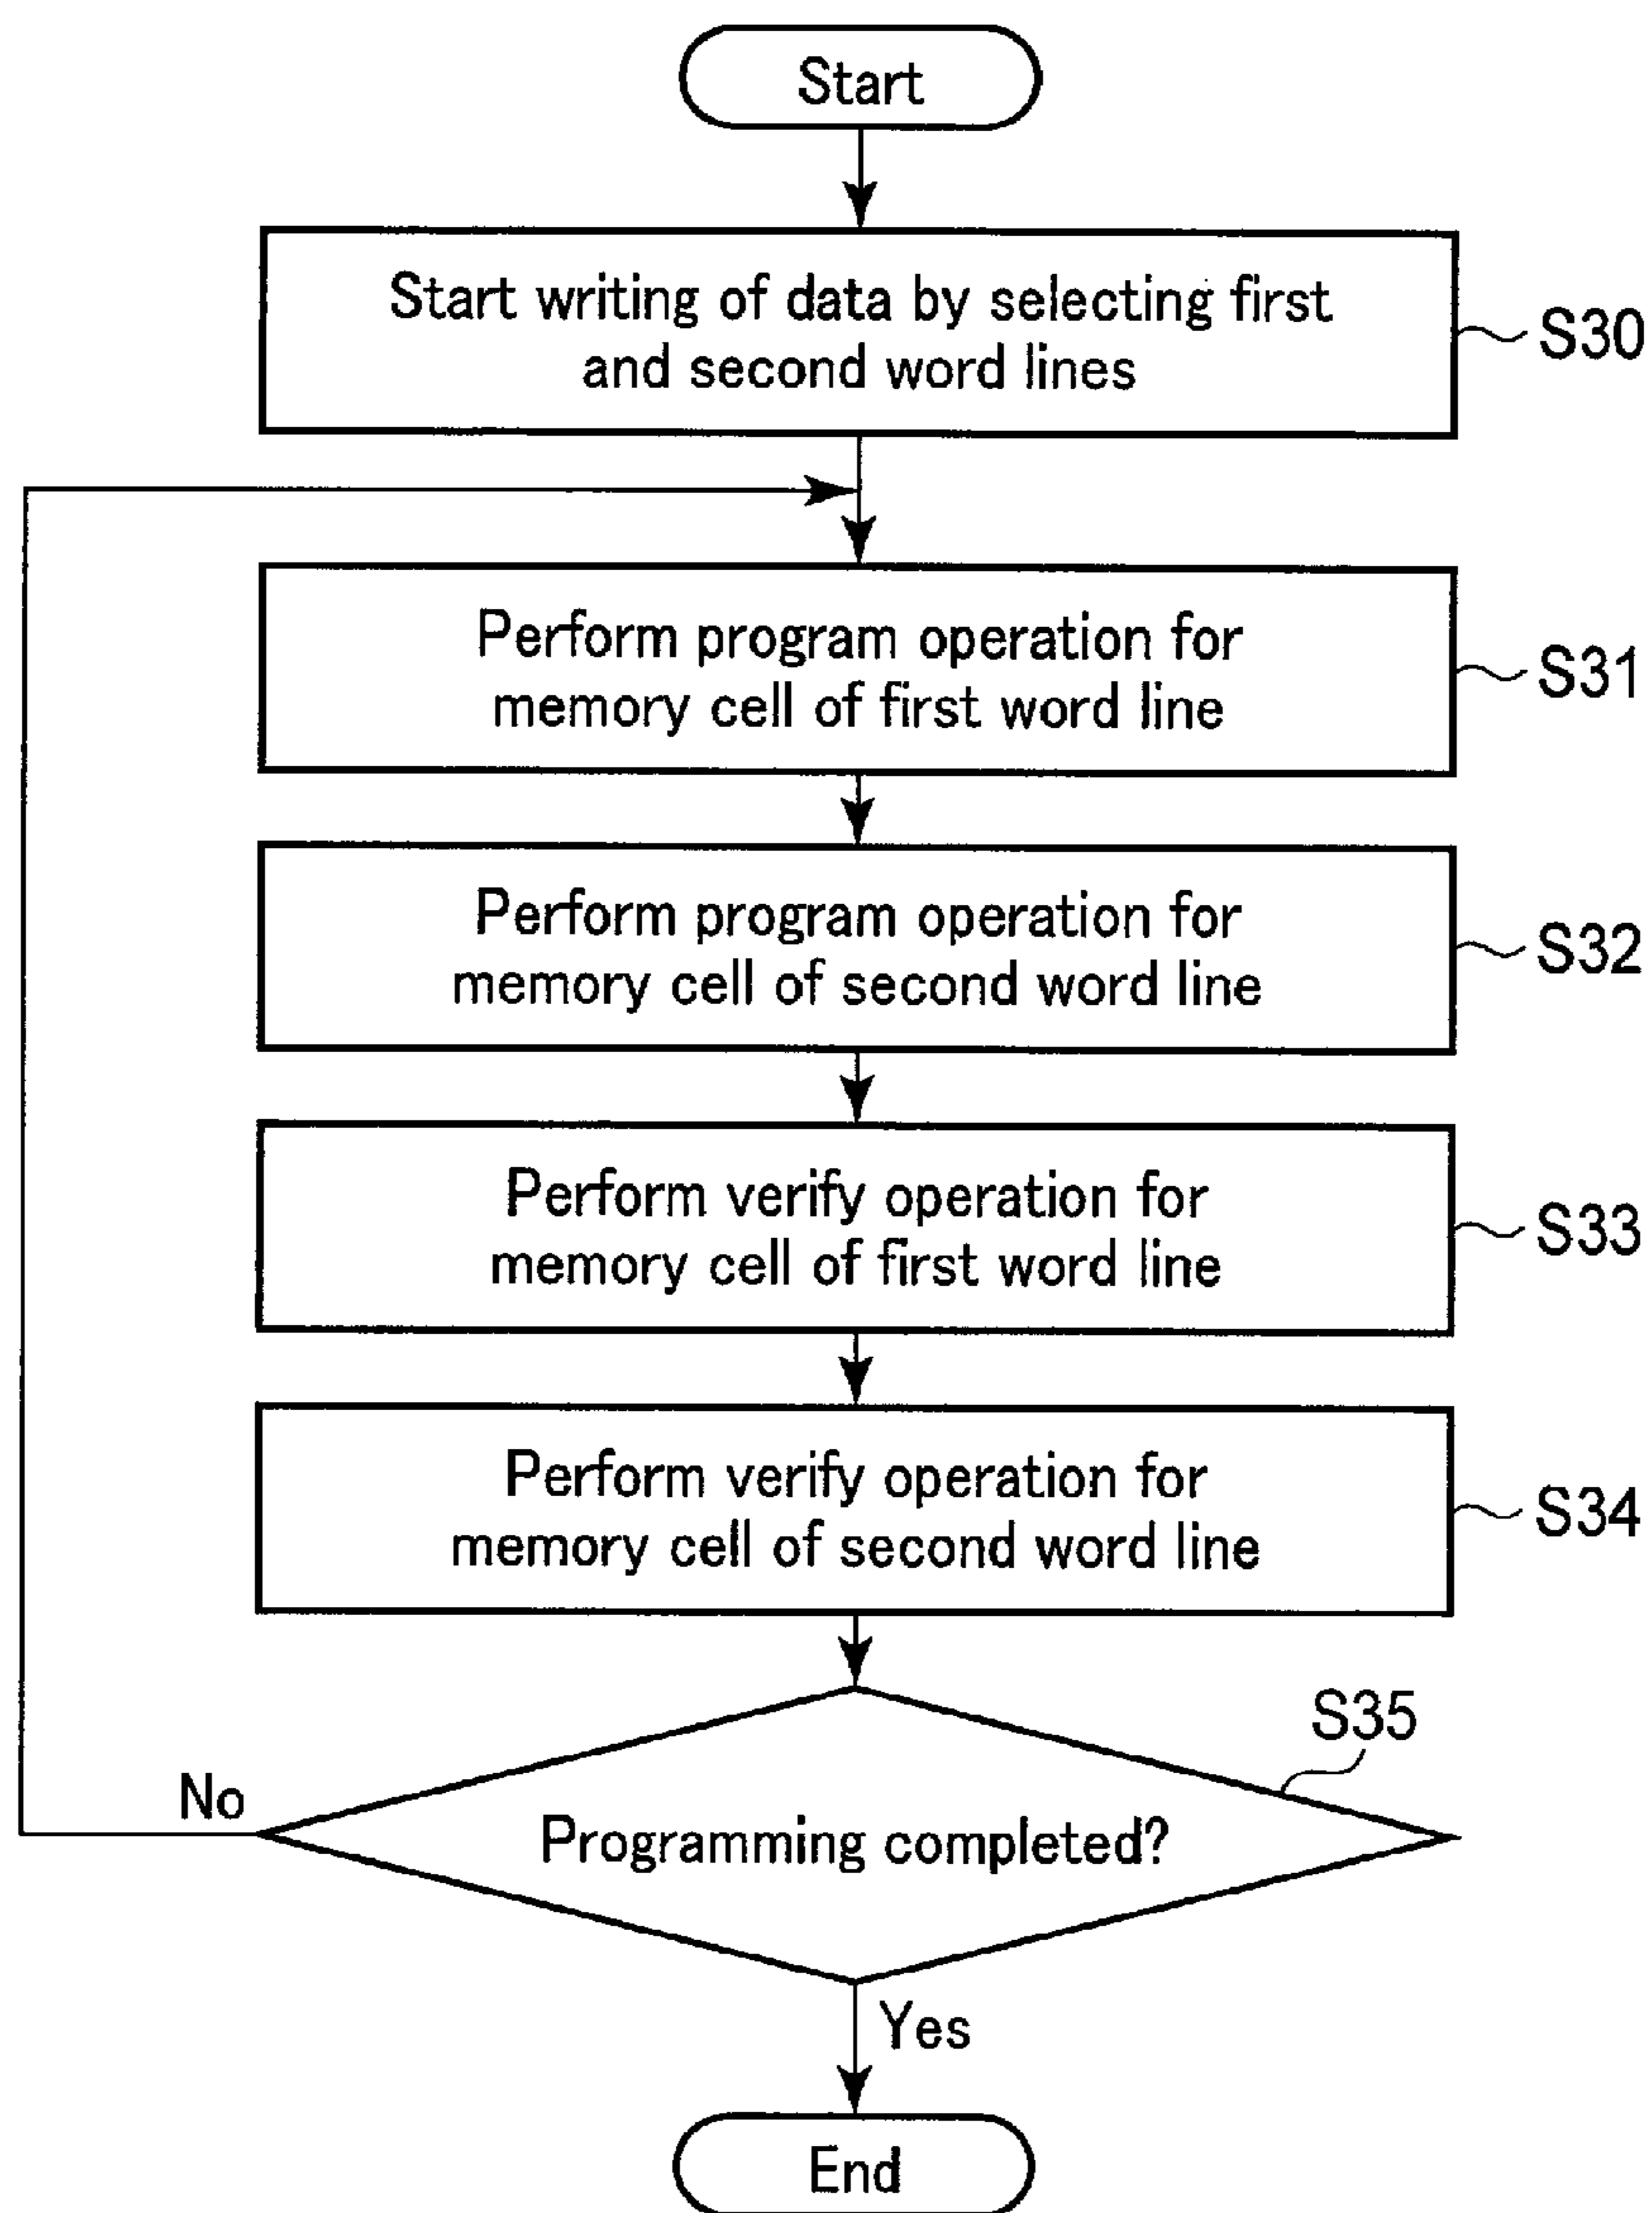 Start
Start writing of data by selecting first
and second word lines
S30
Perform program operation for
memory cell of first word line
S31
Perform program operation for
memory cell of second word line
S32
Perform verify operation for
memory cell of first word line
S33
Perform verify operation for
memory cell of second word line
S34
S35
No
Programming completed?
Yes
End